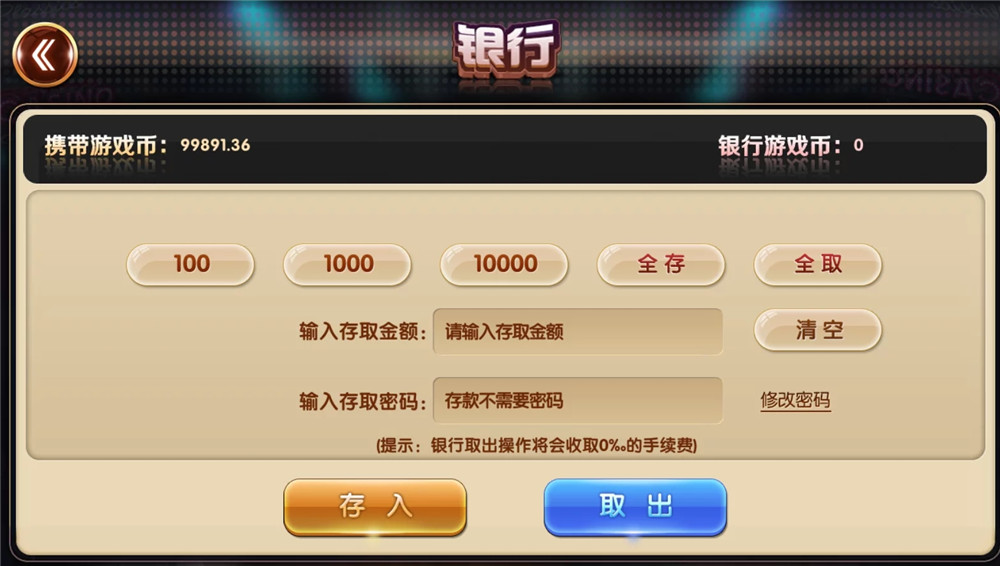 银行
携带游戏币：99891.36 银行游戏币：0
100 1000 10000 全存 全取
输入存取金额：请输入存取金额 清空
输入存取密码：存款不需要密码 修改密码
(提示：银行取出操作将会收取0‰的手续费)
存入 取出